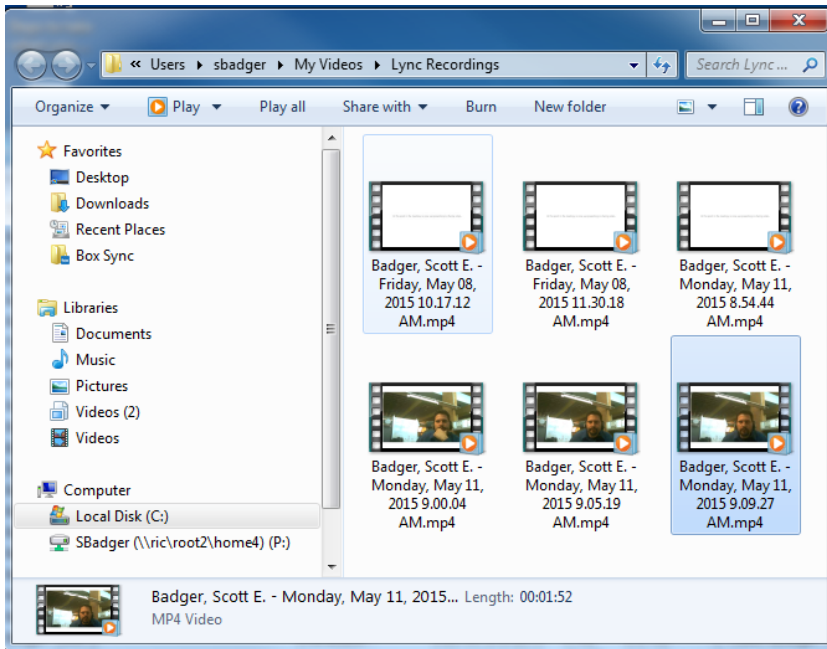 « Users ▸ sbadger ▸ My Videos ▸ Lync Recordings
Search Lync ...
Organize
Play
Play all
Share with
Burn
New folder
Favorites
Desktop
Downloads
Recent Places
Box Sync
Libraries
Documents
Music
Pictures
Videos (2)
Videos
Computer
Local Disk (C:)
SBadger (\\ric\root2\home4) (P:)
Badger, Scott E. -
Friday, May 08,
2015 10.17.12
AM.mp4
Badger, Scott E. -
Friday, May 08,
2015 11.30.18
AM.mp4
Badger, Scott E. -
Monday, May 11,
2015 8.54.44
AM.mp4
Badger, Scott E. -
Monday, May 11,
2015 9.00.04
AM.mp4
Badger, Scott E. -
Monday, May 11,
2015 9.05.19
AM.mp4
Badger, Scott E. -
Monday, May 11,
2015 9.09.27
AM.mp4
Badger, Scott E. - Monday, May 11, 2015... Length: 00:01:52
MP4 Video